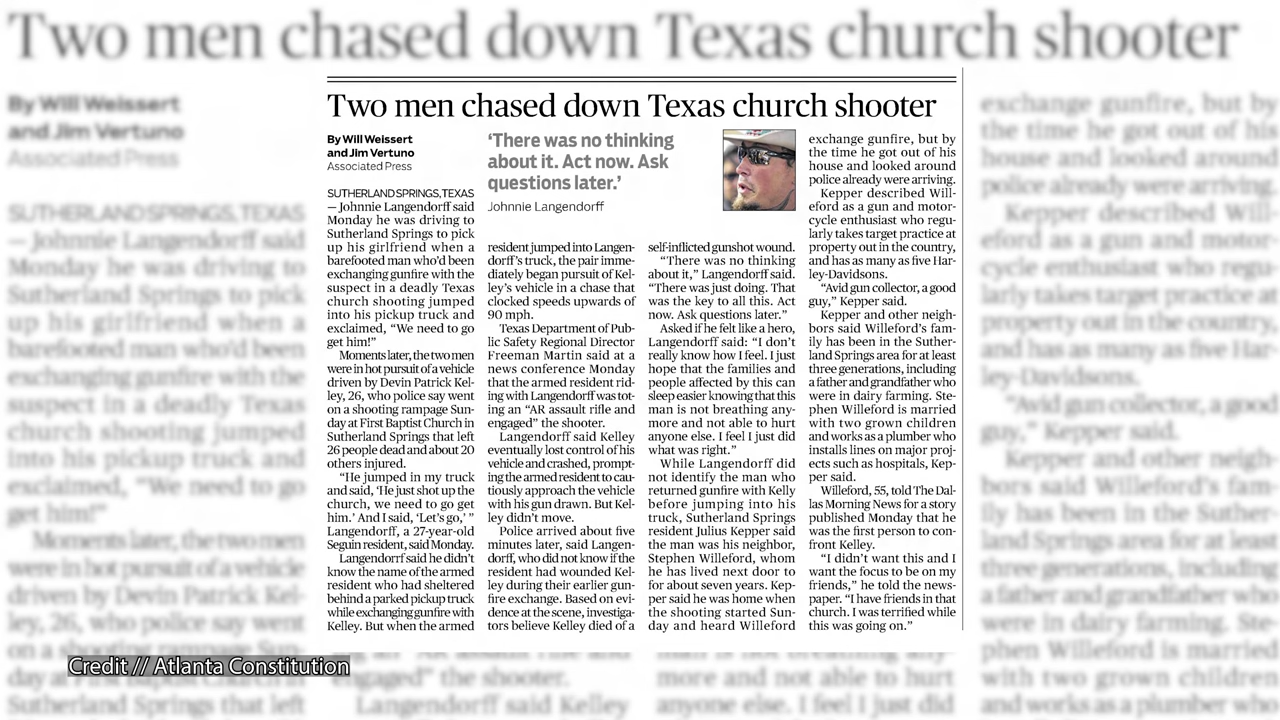 Two men chased down Texas church shooter
Two men chased down Texas church shooter
By Will Weissert
and Jim Vertuno
Associated Press
SUTHERLAND SPRINGS, TEXAS
— Johnnie Langendorff said
Monday he was driving to
Sutherland Springs to pick
up his girlfriend when a
barefooted man who'd been
exchanging gunfire with the
suspect in a deadly Texas
church shooting jumped
into his pickup truck and
exclaimed, “We need to go
get him!”
Moments later, the two men
were in hot pursuit of a vehicle
driven by Devin Patrick Kel-
ley, 26, who police say went
on a shooting rampage Sun-
day at First Baptist Church in
Sutherland Springs that left
26 people dead and about 20
others injured.
“He jumped in my truck
and said, ‘He just shot up the
church, we need to go get
him.’ And I said, ‘Let’s go,’ ”
Langendorff, a 27-year-old
Seguin resident, said Monday.
Langendorff said he didn’t
know the name of the armed
resident who had sheltered
behind a parked pickup truck
while exchanging gunfire with
Kelley. But when the armed
‘There was no thinking
about it. Act now. Ask
questions later.’
Johnnie Langendorff
resident jumped into Langen-
dorff’s truck, the pair imme-
diately began pursuit of Kel-
ley’s vehicle in a chase that
clocked speeds upwards of
90 mph.
Texas Department of Pub-
lic Safety Regional Director
Freeman Martin said at a
news conference Monday
that the armed resident rid-
ing with Langendorff was tot-
ing an “AR assault rifle and
engaged” the shooter.
Langendorff said Kelley
eventually lost control of his
vehicle and crashed, prompt-
ing the armed resident to cau-
tiously approach the vehicle
with his gun drawn. But Kel-
ley didn’t move.
Police arrived about five
minutes later, said Langen-
dorff, who did not know if the
resident had wounded Kel-
ley during their earlier gun-
fire exchange. Based on evi-
dence at the scene, investiga-
tors believe Kelley died of a
self-inflicted gunshot wound.
“There was no thinking
about it,” Langendorff said.
“There was just doing. That
was the key to all this. Act
now. Ask questions later.”
Asked if he felt like a hero,
Langendorff said: “I don’t
really know how I feel. I just
hope that the families and
people affected by this can
sleep easier knowing that this
man is not breathing any-
more and not able to hurt
anyone else. I feel I just did
what was right.”
While Langendorff did
not identify the man who
returned gunfire with Kelly
before jumping into his
truck, Sutherland Springs
resident Julius Kepper said
the man was his neighbor,
Stephen Willeford, whom
he has lived next door to
for about seven years. Kep-
per said he was home when
the shooting started Sun-
day and heard Willeford
exchange gunfire, but by
the time he got out of his
house and looked around
police already were arriving.
Kepper described Will-
eford as a gun and motor-
cycle enthusiast who regu-
larly takes target practice at
property out in the country,
and has as many as five Har-
ley-Davidsons.
“Avid gun collector, a good
guy,” Kepper said.
Kepper and other neigh-
bors said Willeford’s fam-
ily has been in the Suther-
land Springs area for at least
three generations, including
a father and grandfather who
were in dairy farming. Ste-
phen Willeford is married
with two grown children
and works as a plumber who
installs lines on major proj-
ects such as hospitals, Kep-
per said.
Willeford, 55, told The Dal-
las Morning News for a story
published Monday that he
was the first person to con-
front Kelley.
“I didn’t want this and I
want the focus to be on my
friends,” he told the news-
paper. “I have friends in that
church. I was terrified while
this was going on.”
Credit // Atlanta Constitution